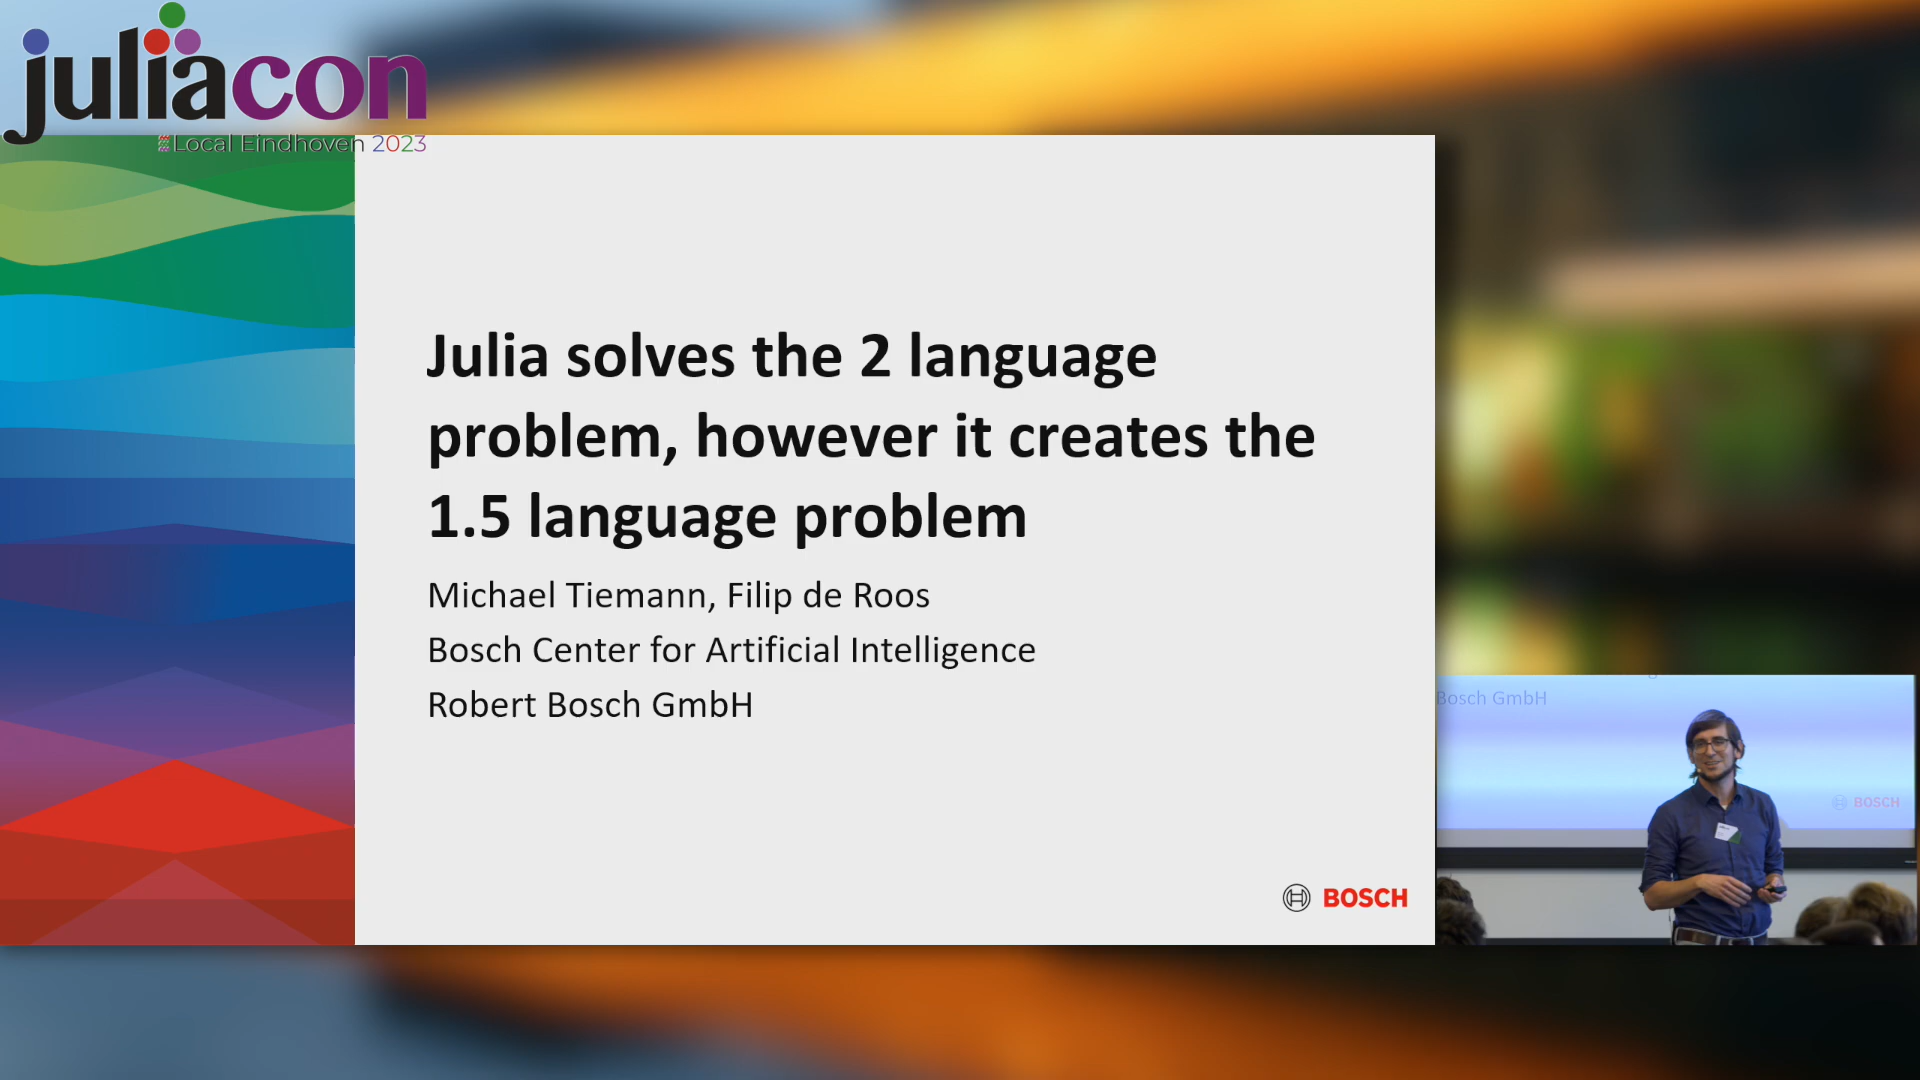 juliacon
Local Eindhoven 2023
Julia solves the 2 language
problem, however it creates the
1.5 language problem
Michael Tiemann, Filip de Roos
Bosch Center for Artificial Intelligence
Robert Bosch GmbH
BOSCH
Bosch GmbH
BOSCH